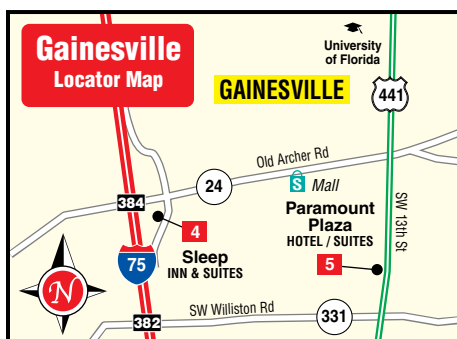 Gainesville
Locator Map
University
of Florida
GAINESVILLE
441
Old Archer Rd
24
S Mall
384
4
Paramount
Plaza
HOTEL / SUITES
SW 13th St
Sleep
INN & SUITES
5
75
N
SW Williston Rd
382
331